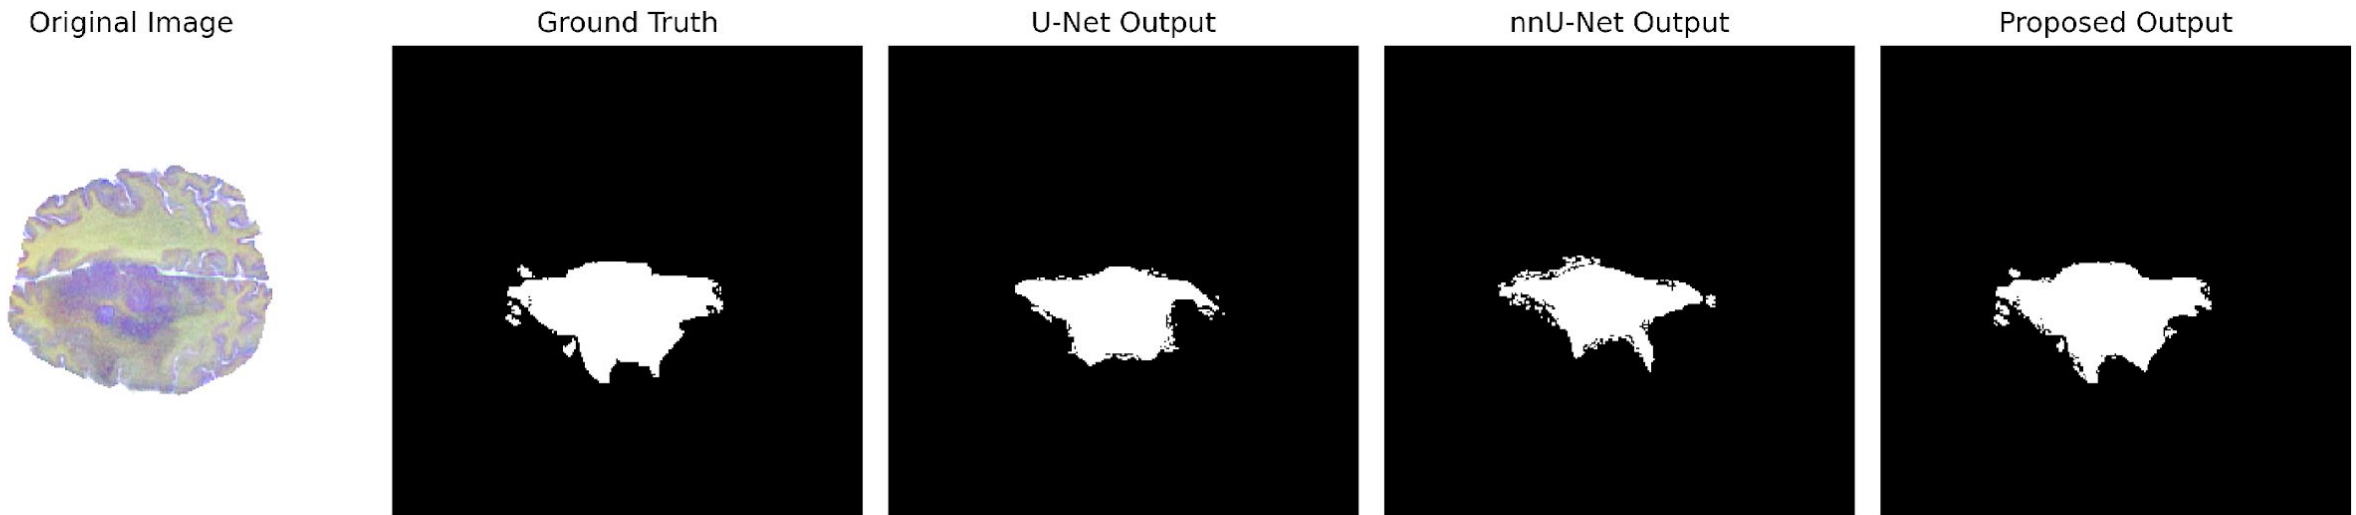 Original Image
Ground Truth
U-Net Output
nnU-Net Output
Proposed Output